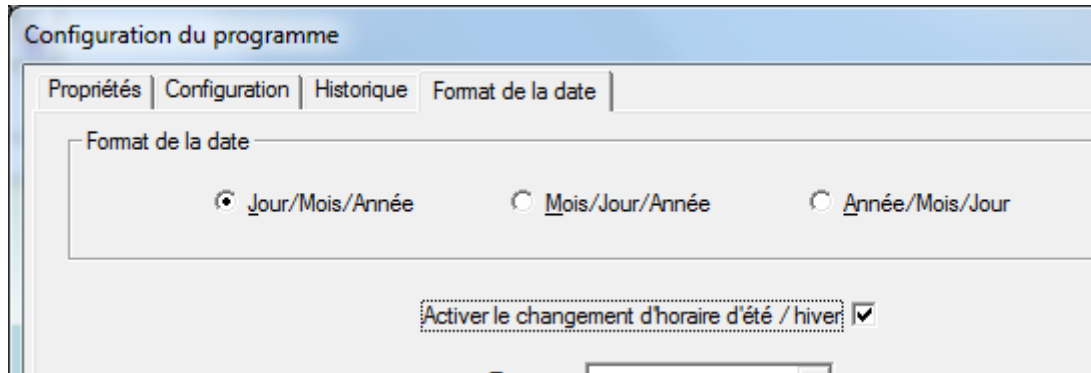 Configuration du programme
Propriétés Configuration Historique Format de la date
Format de la date
Jour/Mois/Année Mois/Jour/Année Année/Mois/Jour
Activer le changement d'horaire d'été / hiver